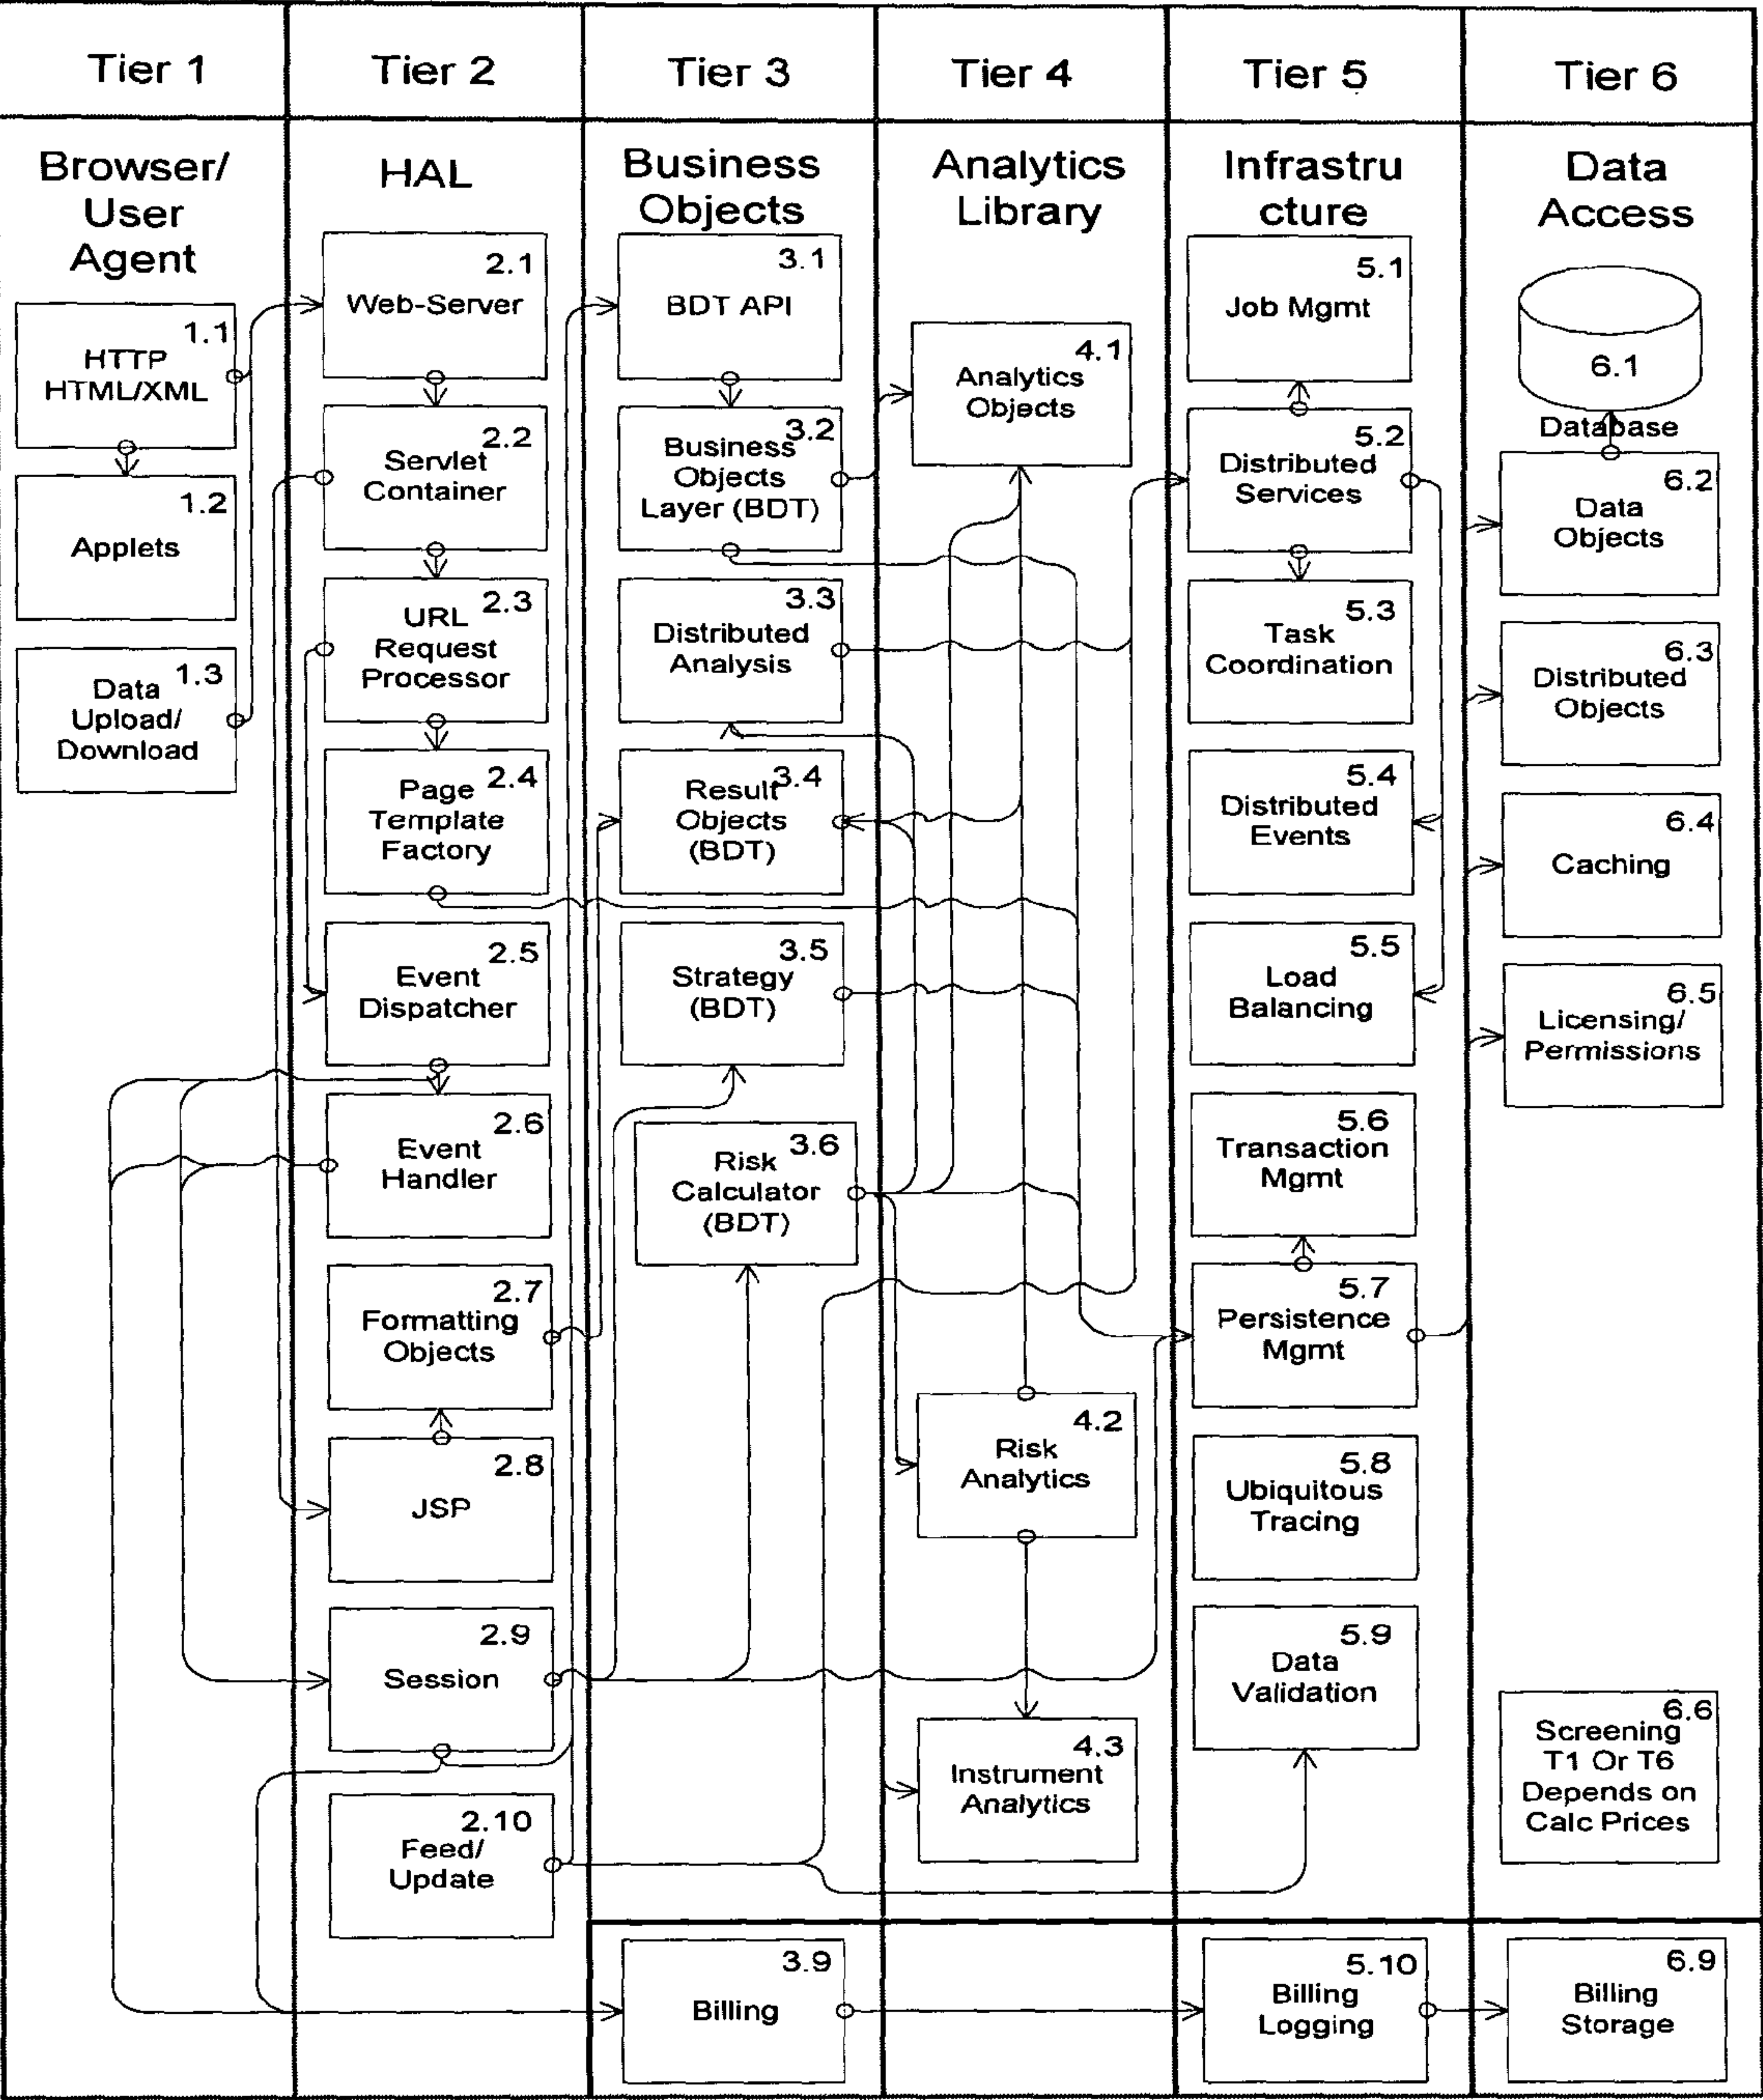 Tier 1
Tier 2
Tier 3
Tier 4
Tier 5
Tier 6
Browser/
User
Agent
1.1
HTTP
HTML/XML
1.2
Applets
1.3
Data
Upload/
Download
HAL
2.1
Web-Server
2.2
Servlet
Container
2.3
URL
Request
Processor
2.4
Page
Template
Factory
2.5
Event
Dispatcher
2.6
Event
Handler
2.7
Formatting
Objects
2.8
JSP
2.9
Session
2.10
Feed/
Update
Business
Objects
3.1
BDT API
3.2
Business
Objects
Layer (BDT)
3.3
Distributed
Analysis
3.4
Result
Objects
(BDT)
3.5
Strategy
(BDT)
3.6
Risk
Calculator
(BDT)
3.9
Billing
Analytics
Library
4.1
Analytics
Objects
4.2
Risk
Analytics
4.3
Instrument
Analytics
Infrastru
cture
5.1
Job Mgmt
5.2
Distributed
Services
5.3
Task
Coordination
5.4
Distributed
Events
5.5
Load
Balancing
5.6
Transaction
Mgmt
5.7
Persistence
Mgmt
5.8
Ubiquitous
Tracing
5.9
Data
Validation
5.10
Billing
Logging
Data
Access
6.1
Database
6.2
Data
Objects
6.3
Distributed
Objects
6.4
Caching
6.5
Licensing/
Permissions
6.6
Screening
T1 Or T6
Depends on
Calc Prices
6.9
Billing
Storage